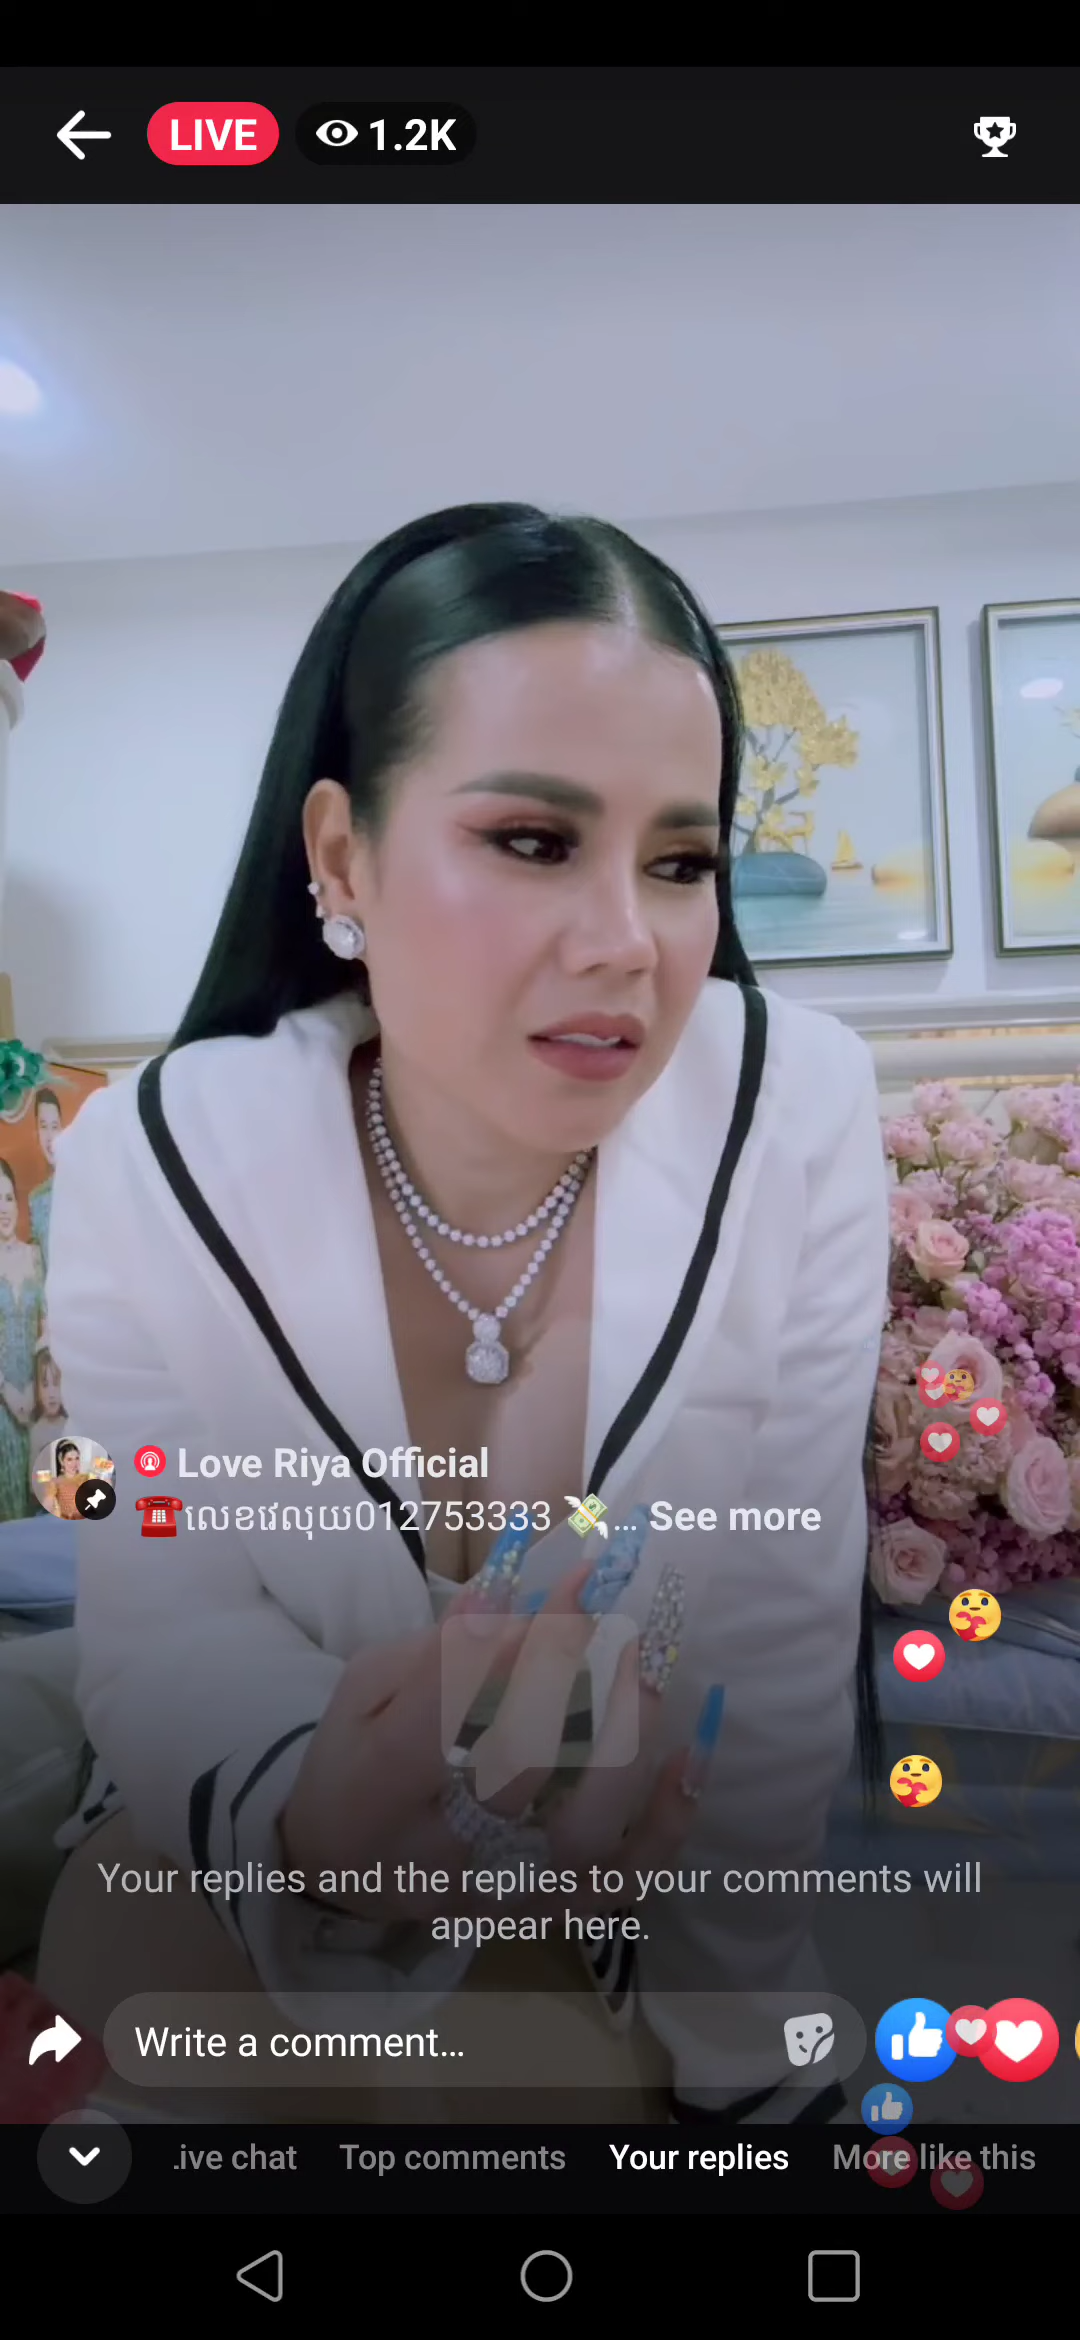 LIVE 1.2K
Love Riya Official
☎️លេខវេលុយ012753333 💸... See more
Your replies and the replies to your comments will
appear here.
Write a comment...
.ive chat Top comments Your replies More like this